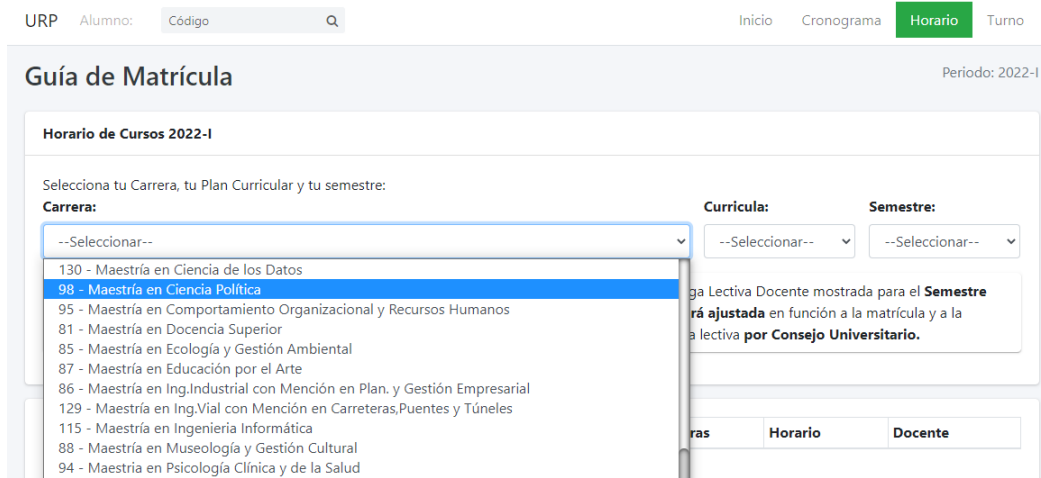 URP Alumno: Código Inicio Cronograma Horario Turno
Guía de Matrícula Periodo: 2022-I
Horario de Cursos 2022-I
Selecciona tu Carrera, tu Plan Curricular y tu semestre:
Carrera: Curricula: Semestre:
--Seleccionar-- --Seleccionar-- --Seleccionar--
130 - Maestría en Ciencia de los Datos
98 - Maestría en Ciencia Política
95 - Maestría en Comportamiento Organizacional y Recursos Humanos
81 - Maestría en Docencia Superior
85 - Maestría en Ecología y Gestión Ambiental
87 - Maestría en Educación por el Arte
86 - Maestría en Ing.Industrial con Mención en Plan. y Gestión Empresarial
129 - Maestría en Ing.Vial con Mención en Carreteras,Puentes y Túneles
115 - Maestría en Ingenieria Informática
88 - Maestría en Museología y Gestión Cultural
94 - Maestria en Psicología Clínica y de la Salud
Lectiva Docente mostrada para el Semestre
ajustada en función a la matrícula y a la
lectiva por Consejo Universitario.
Horario Docente